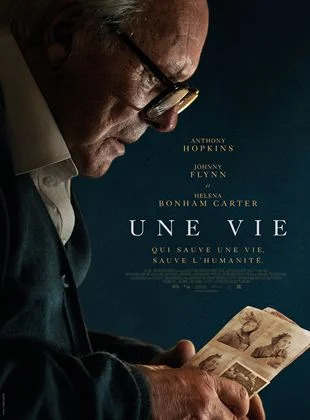 ANTHONY
HOPKINS
JOHNNY
FLYNN
et
HELENA
BONHAM CARTER
UNE VIE
QUI SAUVE UNE VIE,
SAUVE L'HUMANITÉ.